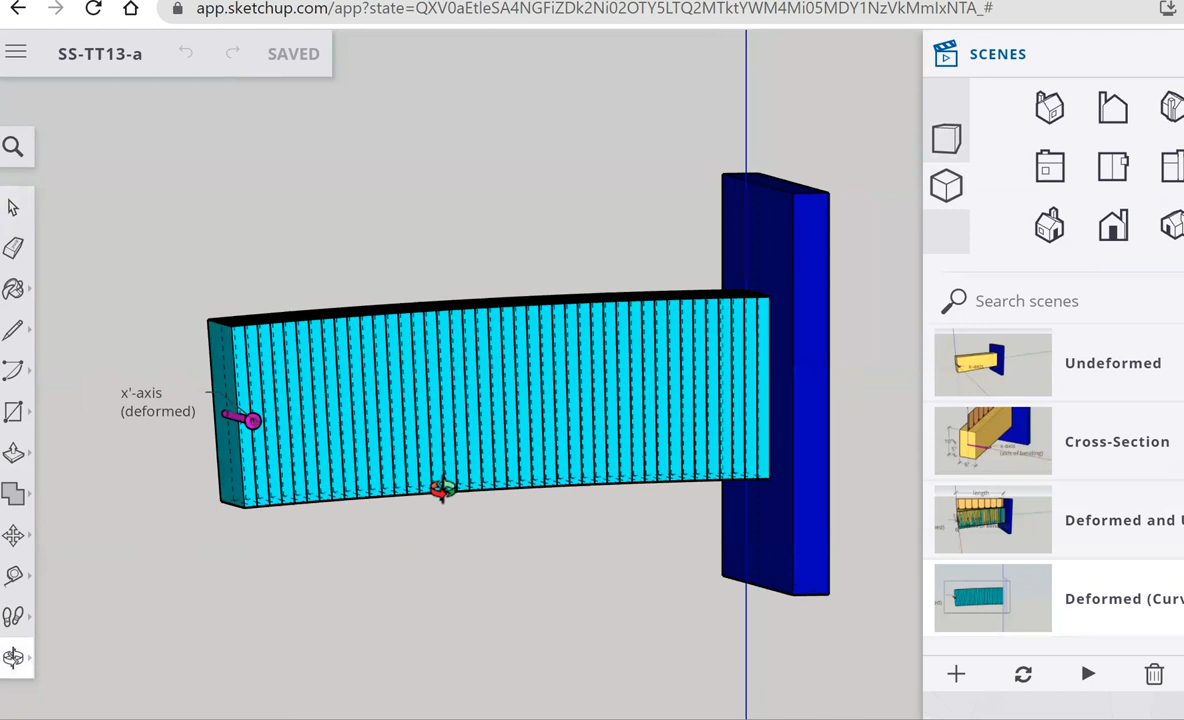 app.sketchup.com/app?state=QXV0aEtleSA4NGFiZDk2Ni02OTY5LTQ2MTktYWM4Mi05MDY1NzVkMmIxNTA_#
SS-TT13-a
SAVED
SCENES
Search scenes
Undeformed
Cross-Section
Deformed and U
Deformed (Curv
x'-axis
(deformed)